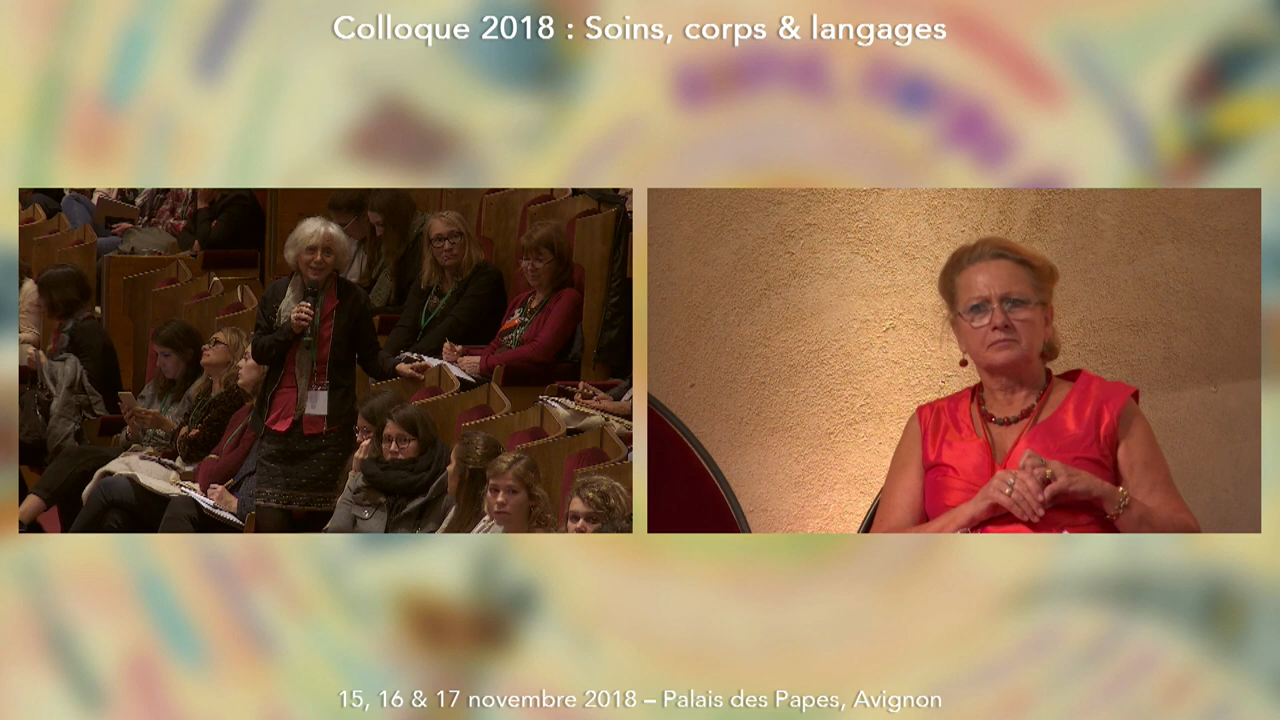 Colloque 2018 : Soins, corps & langages
15, 16 & 17 novembre 2018 – Palais des Papes, Avignon